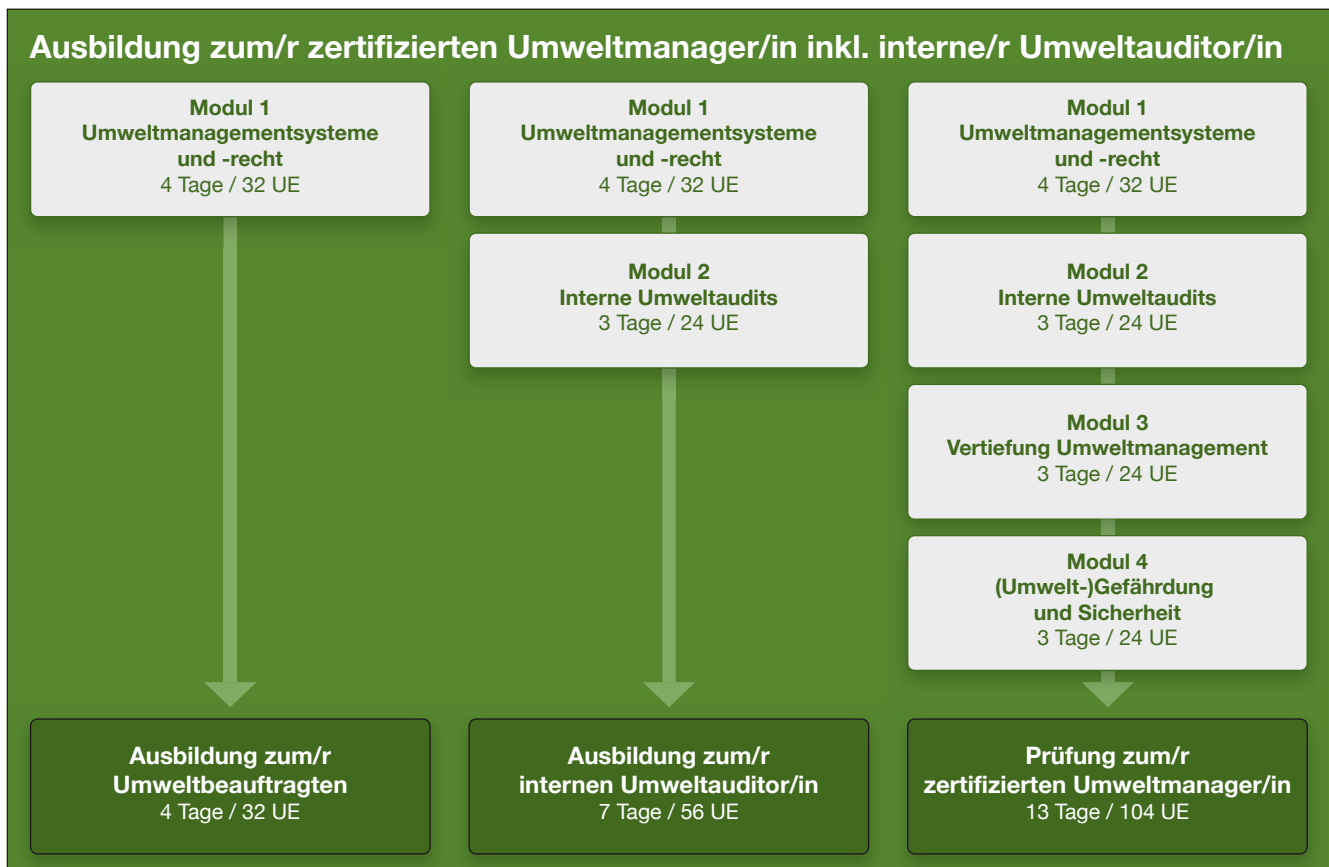 Ausbildung zum/r zertifizierten Umweltmanager/in inkl. interne/r Umweltauditor/in
Modul 1
Umweltmanagementsysteme
und -recht
4 Tage / 32 UE
Ausbildung zum/r
Umweltbeauftragten
4 Tage / 32 UE
Modul 1
Umweltmanagementsysteme
und -recht
4 Tage / 32 UE
Modul 2
Interne Umweltaudits
3 Tage / 24 UE
Ausbildung zum/r
internen Umweltauditor/in
7 Tage / 56 UE
Modul 1
Umweltmanagementsysteme
und -recht
4 Tage / 32 UE
Modul 2
Interne Umweltaudits
3 Tage / 24 UE
Modul 3
Vertiefung Umweltmanagement
3 Tage / 24 UE
Modul 4
(Umwelt-)Gefährdung
und Sicherheit
3 Tage / 24 UE
Prüfung zum/r
zertifizierten Umweltmanager/in
13 Tage / 104 UE